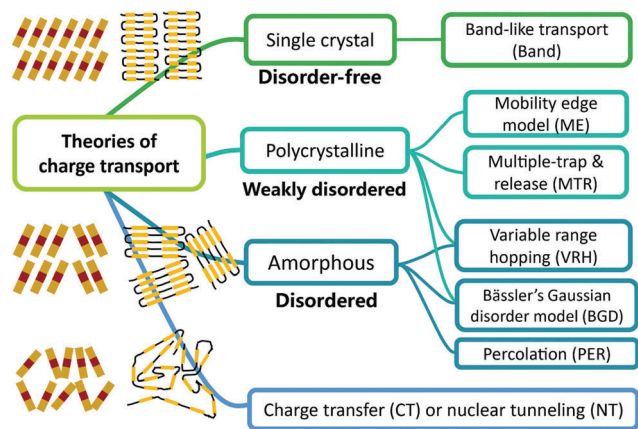 Single crystal
Disorder-free
Band-like transport
(Band)
Theories of
charge transport
Polycrystalline
Weakly disordered
Mobility edge
model (ME)
Multiple-trap &
release (MTR)
Amorphous
Disordered
Variable range
hopping (VRH)
Bässler's Gaussian
disorder model (BGD)
Percolation (PER)
Charge transfer (CT) or nuclear tunneling (NT)